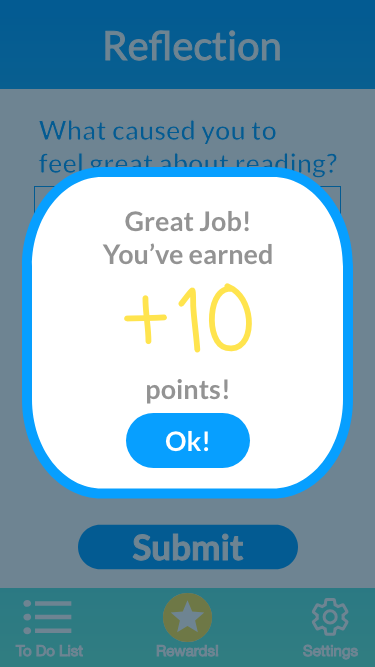 Reflection
What caused you to
feel great about reading?
Great Job!
You've earned
+10
points!
Ok!
Submit
To Do List
Rewards!
Settings